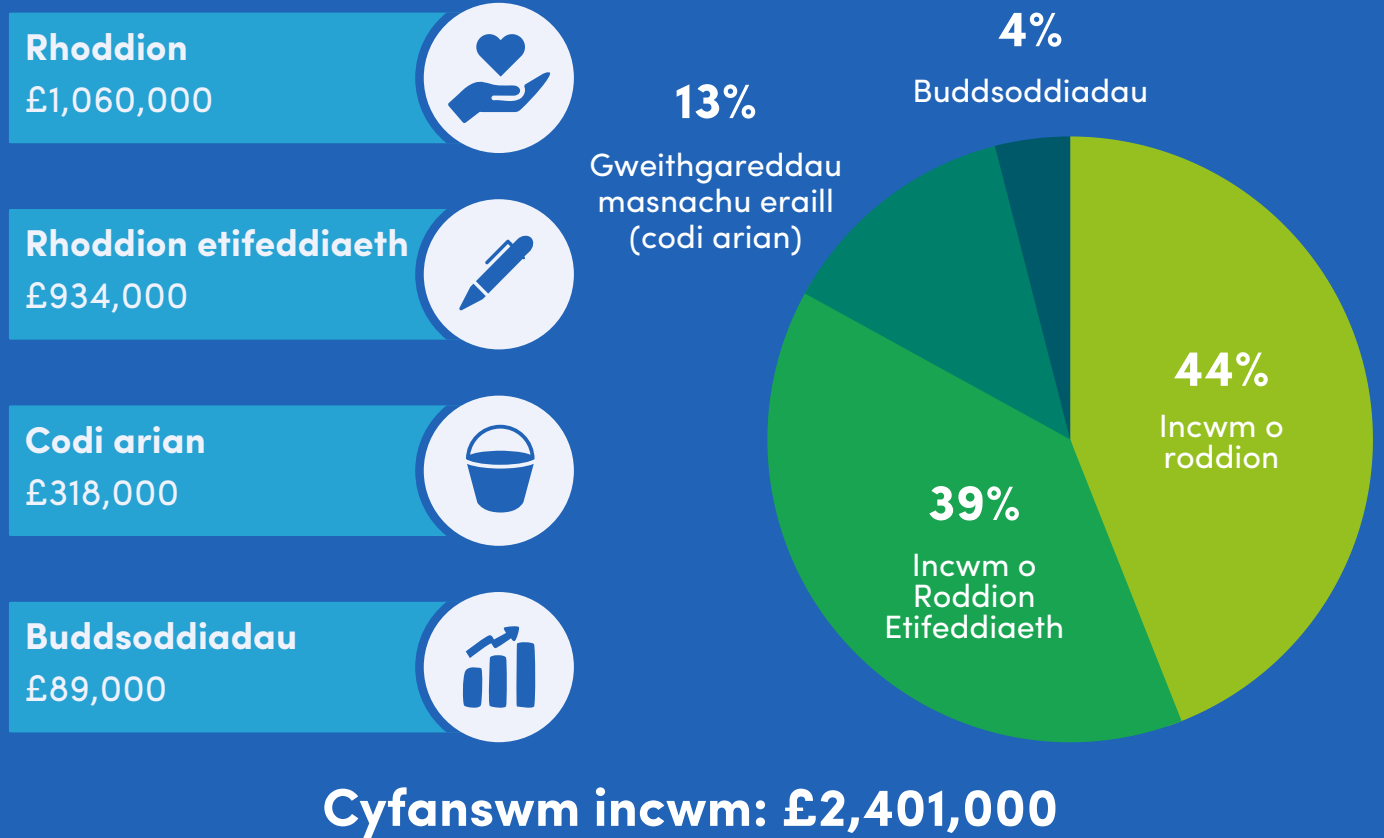 Rhoddion
£1,060,000
Rhoddion etifeddiaeth
£934,000
Codi arian
£318,000
Buddsoddiadau
£89,000
4%
Buddsoddiadau
13%
Gweithgareddau
masnachu eraill
(codi arian)
44%
Incwm o
roddion
39%
Incwm o
Roddion
Etifeddiaeth
Cyfanswm incwm: £2,401,000